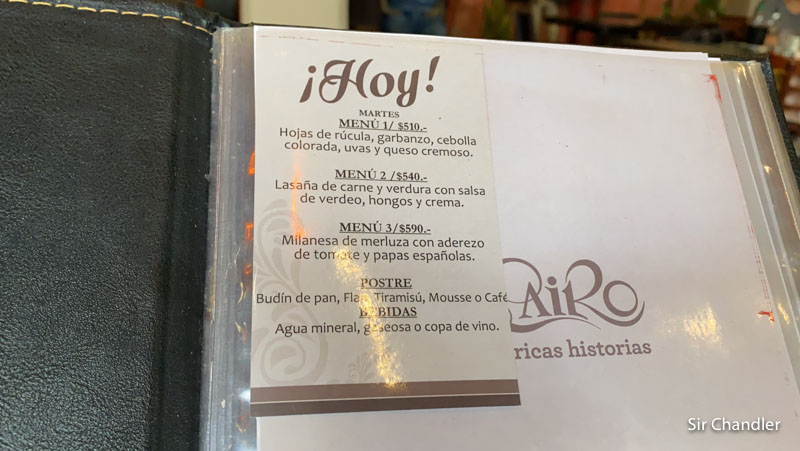 ¡Hoy!
MARTES
MENÚ 1/ $510.-
Hojas de rúcula, garbanzo, cebolla
colorada, uvas y queso cremoso.
MENÚ 2 /$540.-
Lasaña de carne y verdura con salsa
de verdeo, hongos y crema.
MENÚ 3/$590.-
Milanesa de merluza con aderezo
de tomate y papas españolas.
POSTRE
Budín de pan, Flan, Tiramisú, Mousse o Café
BEBIDAS
Agua mineral, gaseosa o copa de vino.
ricas historias
Sir Chandler